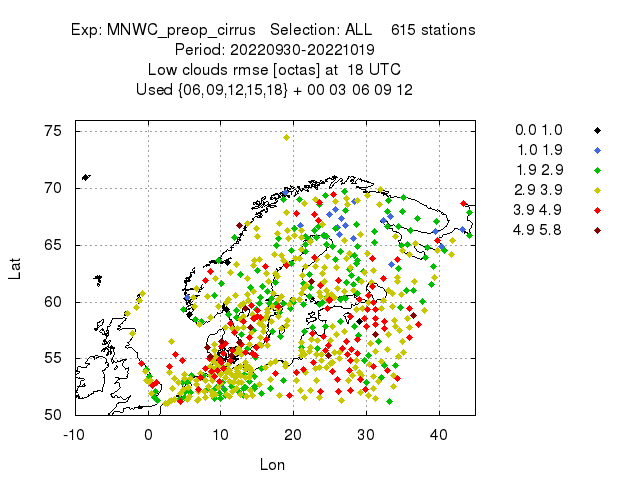 Exp: MNWC_preop_cirrus   Selection: ALL    615 stations
Period: 20220930-20221019
Low clouds rmse [octas] at  18 UTC
Used {06,09,12,15,18} + 00 03 06 09 12
75
70
65
60
55
50
Lat
-10 0 10 20 30 40
Lon
0.0 1.0
1.0 1.9
1.9 2.9
2.9 3.9
3.9 4.9
4.9 5.8